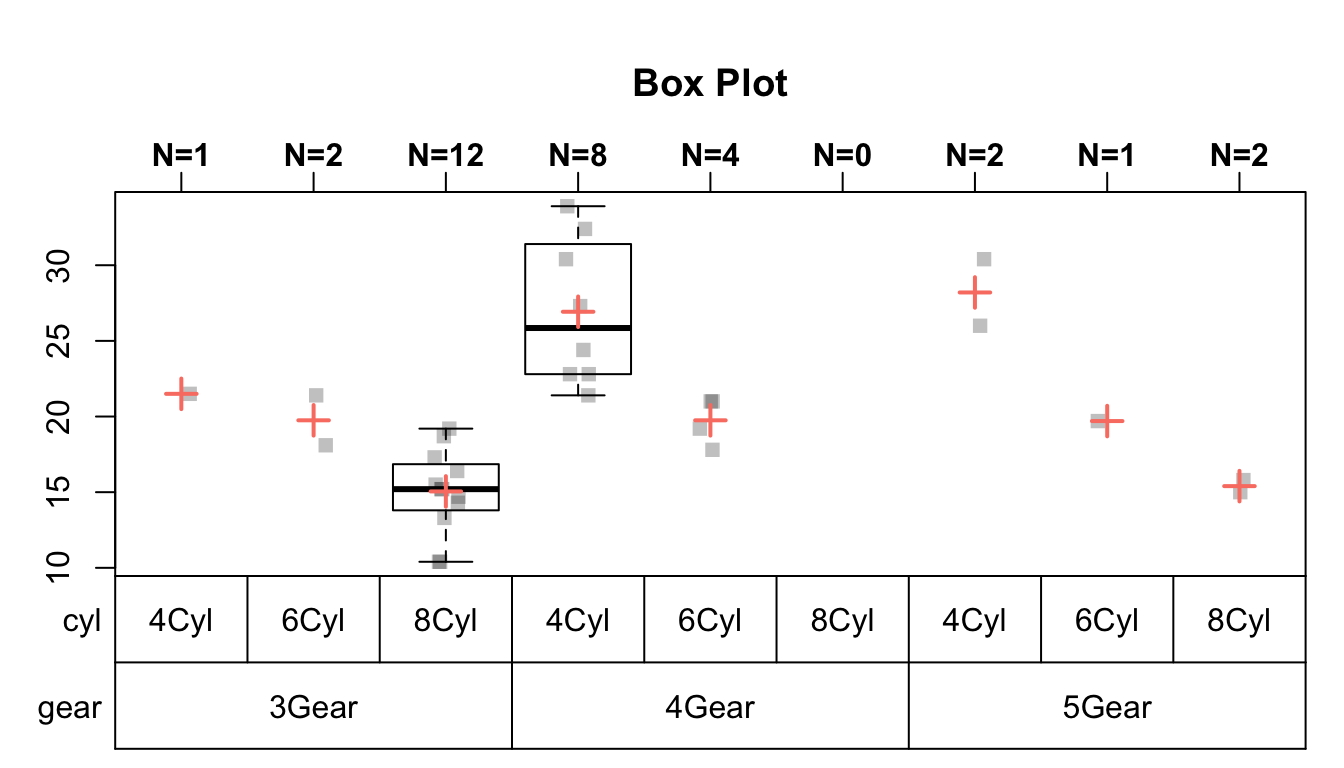 Box Plot
N=1 N=2 N=12 N=8 N=4 N=0 N=2 N=1 N=2
30
25
20
15
10
cyl 4Cyl 6Cyl 8Cyl 4Cyl 6Cyl 8Cyl 4Cyl 6Cyl 8Cyl
gear 3Gear 4Gear 5Gear